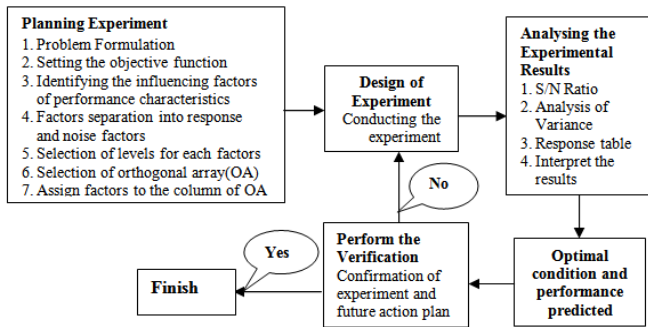 Planning Experiment
1. Problem Formulation
2. Setting the objective function
3. Identifying the influencing factors
of performance characteristics
4. Factors separation into response
and noise factors
5. Selection of levels for each factors
6. Selection of orthogonal array(OA)
7. Assign factors to the column of OA
Design of
Experiment
Conducting the
experiment
Analysing the
Experimental
Results
1. S/N Ratio
2. Analysis of
Variance
3. Response table
4. Interpret the
results
No
Optimal
condition and
performance
predicted
Perform the
Verification
Confirmation of
experiment and
future action plan
Yes
Finish